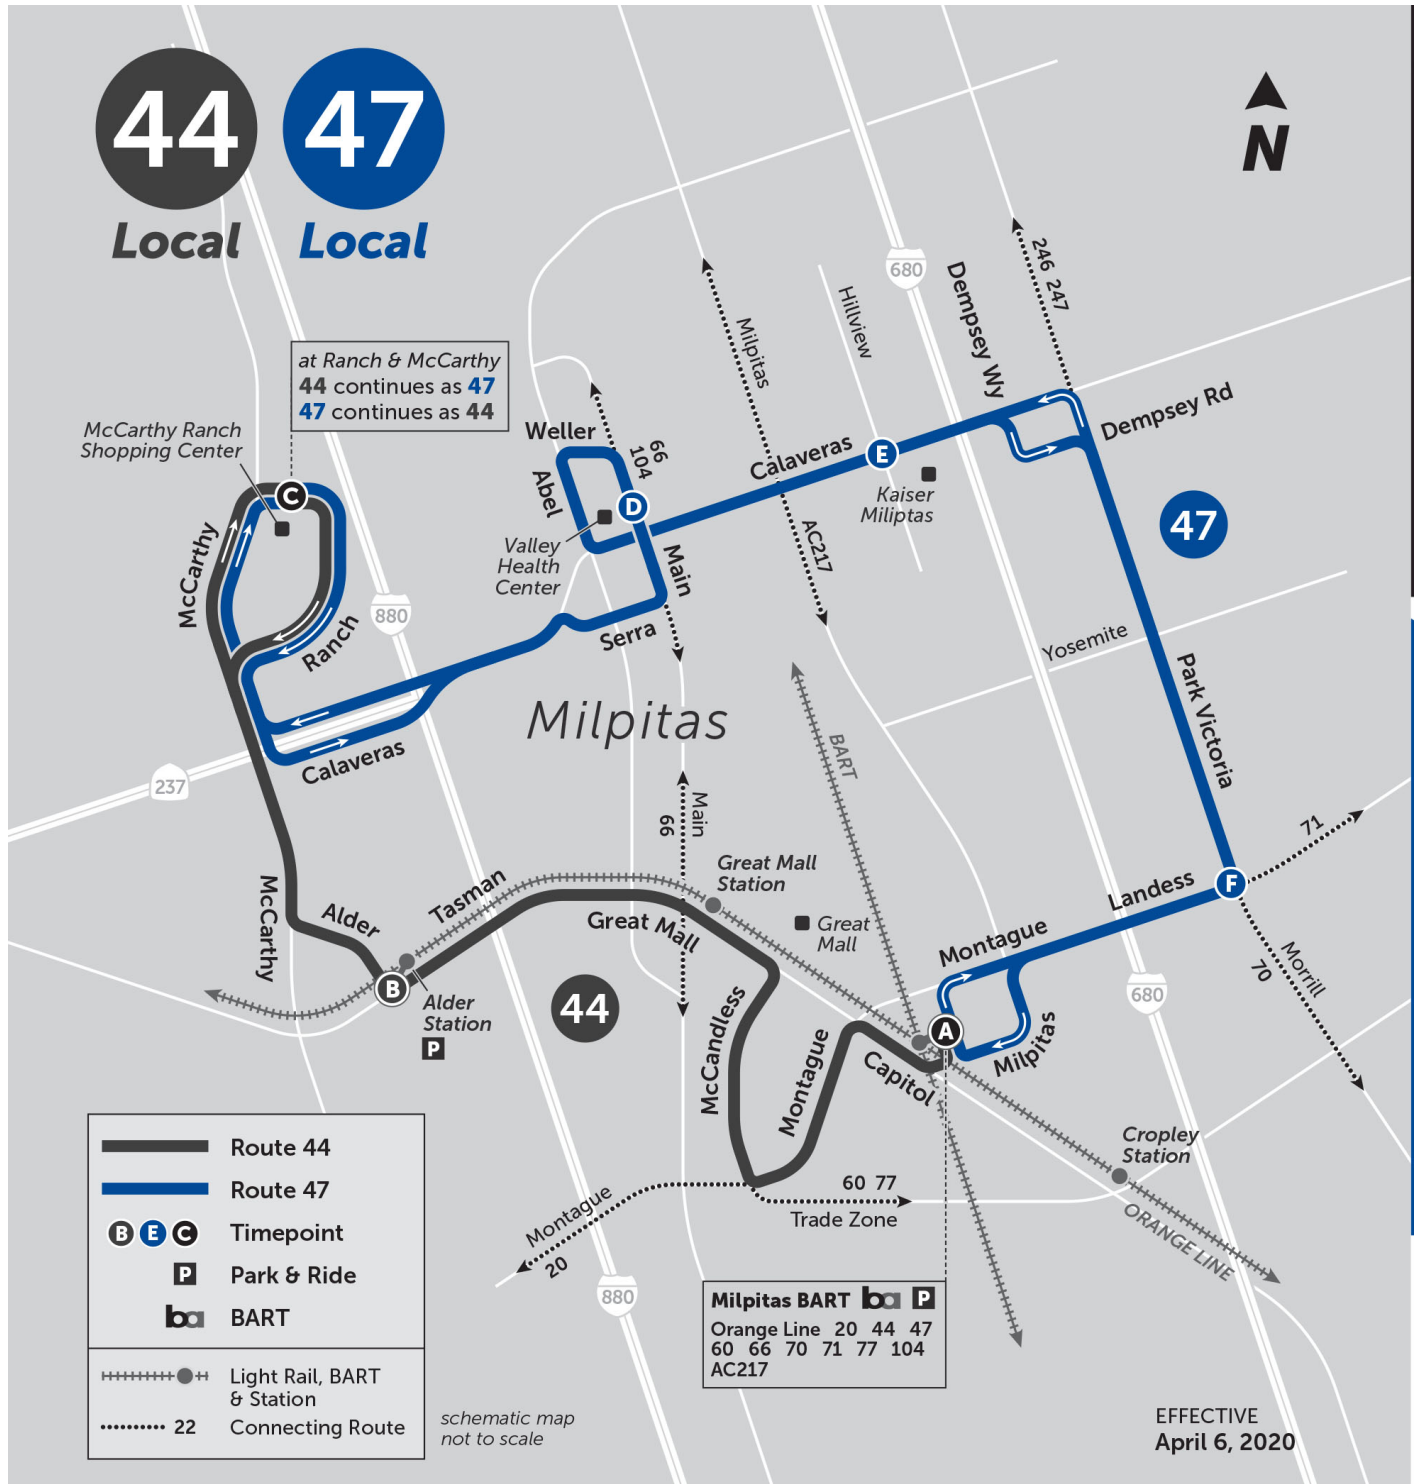 44
Local
47
Local
N
680
246 247
Dempsey Wy
Hillview
Milpitas
at Ranch & McCarthy
44 continues as 47
47 continues as 44
McCarthy Ranch
Shopping Center
Weller
66
104
Abel
Calaveras
Dempsey Rd
C
D
E
Kaiser
Miliptas
47
AC217
Valley
Health
Center
Main
McCarthy
880
Ranch
Serra
Yosemite
Park Victoria
Milpitas
BART
Calaveras
237
Main
66
71
Great Mall
Station
Tasman
McCarthy
Alder
Great Mall
Great
Mall
Landess
F
Montague
Morrill
70
B
Alder
Station
P
44
680
A
McCandless
Montague
Capitol
Milpitas
Cropley
Station
60 77
Trade Zone
Montague
20
ORANGE LINE
880
Route 44
Route 47
B E C Timepoint
P Park & Ride
ba BART
Light Rail, BART
& Station
22 Connecting Route
schematic map
not to scale
Milpitas BART ba P
Orange Line 20 44 47
60 66 70 71 77 104
AC217
EFFECTIVE
April 6, 2020